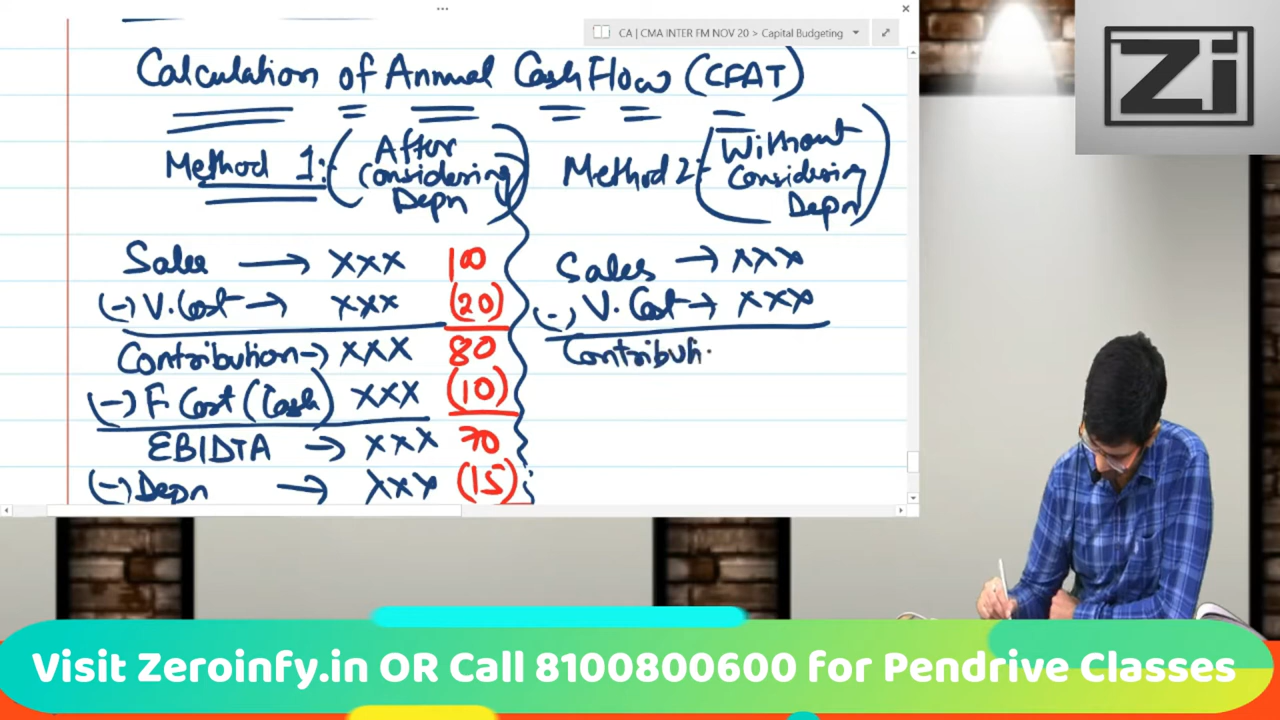 CA | CMA INTER FM NOV 20 > Capital Budgeting
Zi
Calculation of Annual CashFlow (CFAT)
Method 1:- (After Considering Depn)
Sales → XXX 100
(-) V.Cost → XXX (20)
Contribution → XXX 80
(-) F. Cost (Cash) XXX (10)
EBIDTA → XXX 70
(-) Depn → XXX (15)
Method 2:- (Without Considering Depn)
Sales → XXX
(-) V. Cost → XXX
Contributi
Visit Zeroinfy.in OR Call 8100800600 for Pendrive Classes